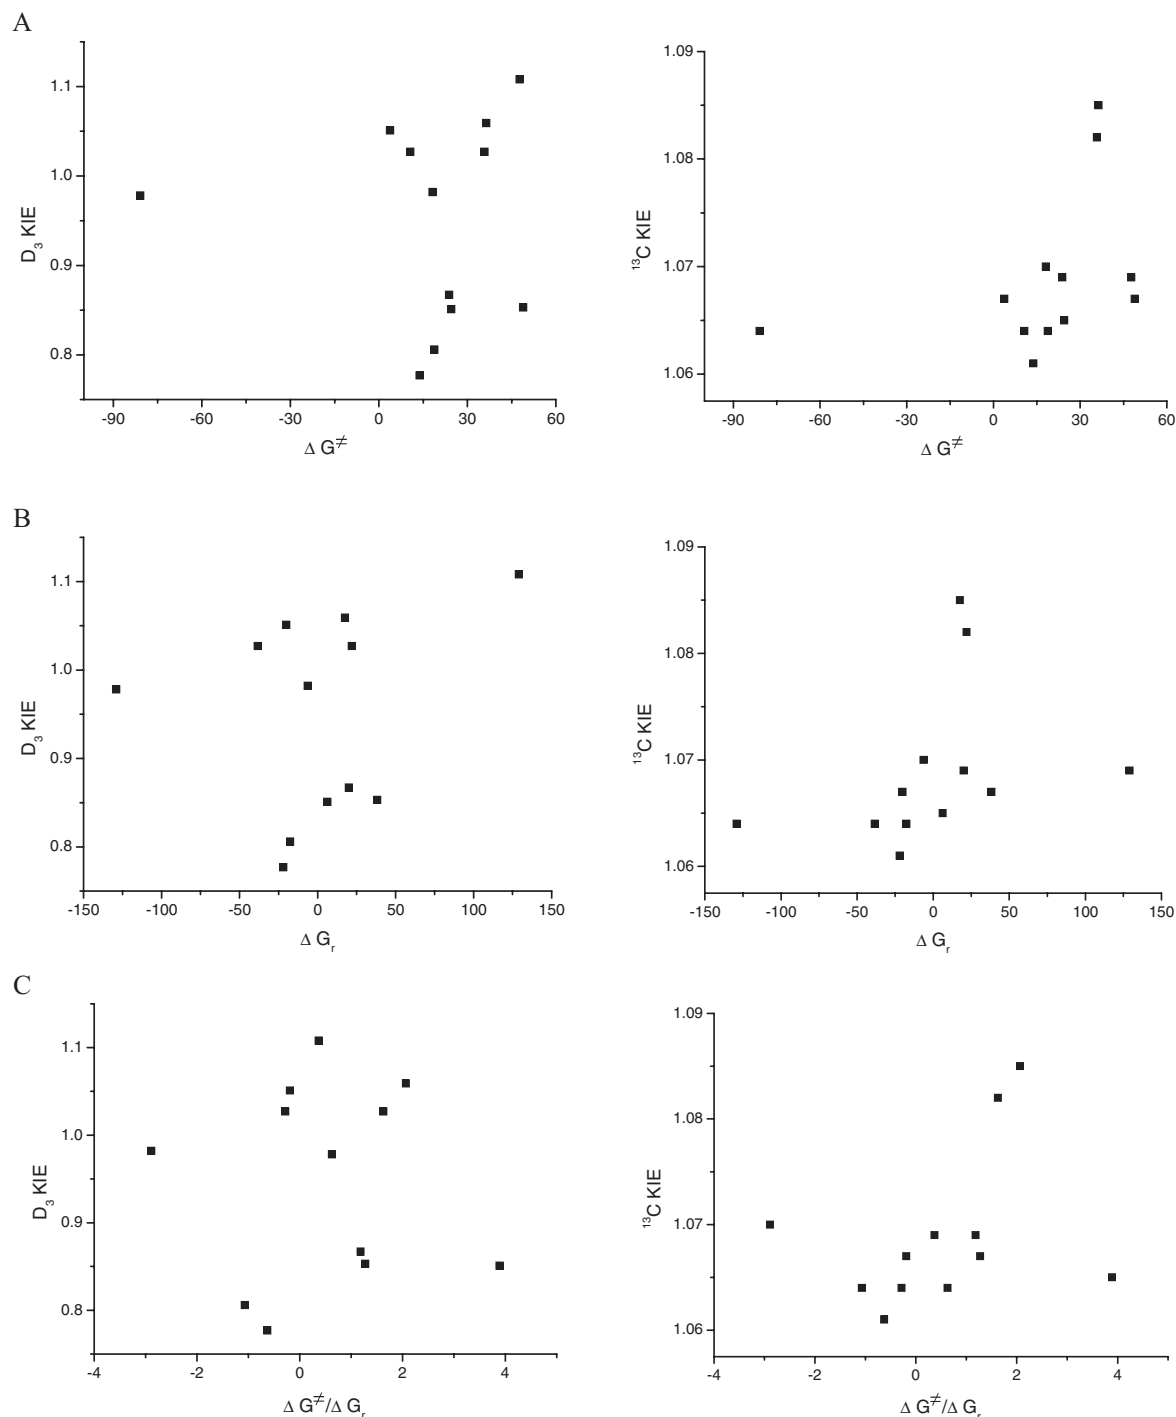 A
1.1
1.0
0.9
0.8
D₃ KIE
-90 -60 -30 0 30 60
Δ G≠
1.09
1.08
1.07
1.06
¹³C KIE
-90 -60 -30 0 30 60
Δ G≠
B
1.1
1.0
0.9
0.8
D₃ KIE
-150 -100 -50 0 50 100 150
Δ Gᵣ
1.09
1.08
1.07
1.06
¹³C KIE
-150 -100 -50 0 50 100 150
Δ Gᵣ
C
1.1
1.0
0.9
0.8
D₃ KIE
-4 -2 0 2 4
Δ G≠/Δ Gᵣ
1.09
1.08
1.07
1.06
¹³C KIE
-4 -2 0 2 4
Δ G≠/Δ Gᵣ